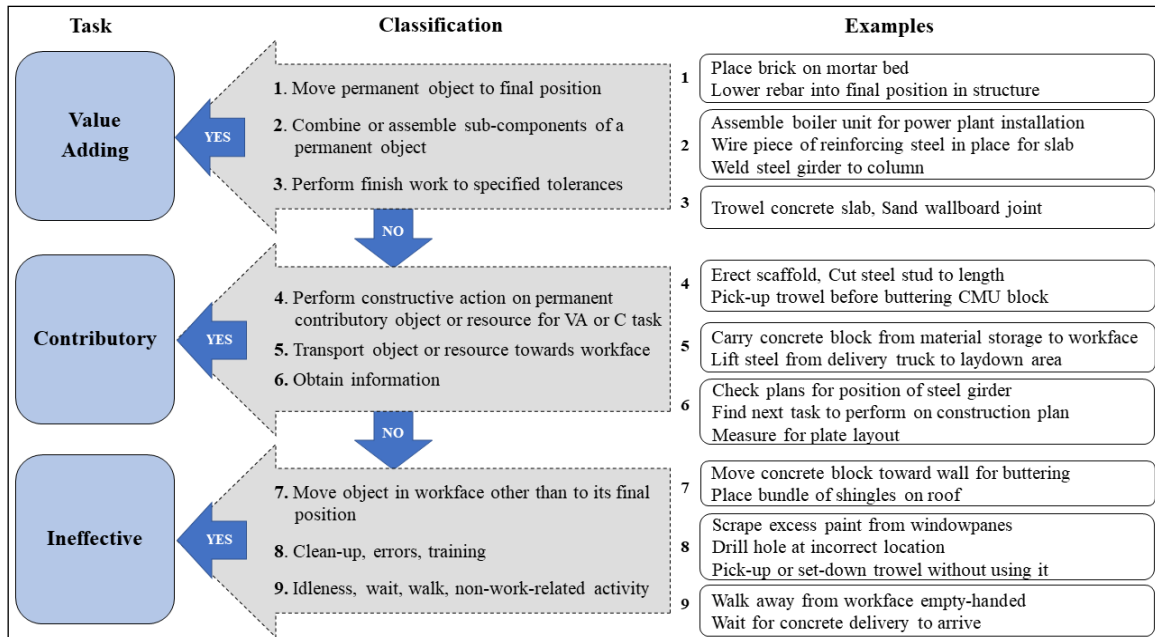 Task
Classification
Examples
Value
Adding
YES
1. Move permanent object to final position
2. Combine or assemble sub-components of a
permanent object
3. Perform finish work to specified tolerances
1
Place brick on mortar bed
Lower rebar into final position in structure
2
Assemble boiler unit for power plant installation
Wire piece of reinforcing steel in place for slab
Weld steel girder to column
3
Trowel concrete slab, Sand wallboard joint
NO
Contributory
YES
4. Perform constructive action on permanent
contributory object or resource for VA or C task
5. Transport object or resource towards workface
6. Obtain information
4
Erect scaffold, Cut steel stud to length
Pick-up trowel before buttering CMU block
5
Carry concrete block from material storage to workface
Lift steel from delivery truck to laydown area
6
Check plans for position of steel girder
Find next task to perform on construction plan
Measure for plate layout
NO
Ineffective
YES
7. Move object in workface other than to its final
position
8. Clean-up, errors, training
9. Idleness, wait, walk, non-work-related activity
7
Move concrete block toward wall for buttering
Place bundle of shingles on roof
8
Scrape excess paint from windowpanes
Drill hole at incorrect location
Pick-up or set-down trowel without using it
9
Walk away from workface empty-handed
Wait for concrete delivery to arrive